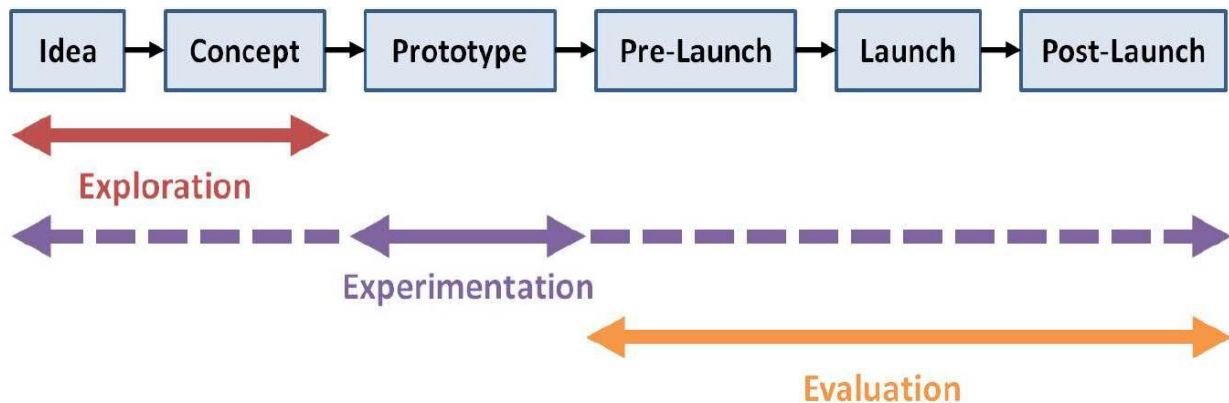 Idea Concept Prototype Pre-Launch Launch Post-Launch
Exploration
Experimentation
Evaluation